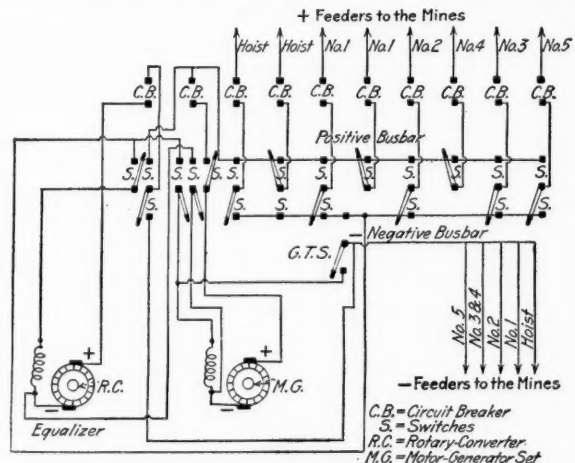 + Feeders to the Mines
Hoist Hoist No.1 No.1 No.2 No.4 No.3 No.5
C.B. C.B. C.B. C.B. C.B. C.B. C.B. C.B. C.B. C.B.
Positive Busbar
S. S. S. S. S. S. S. S. S. S. S. S. S.
S. S. S. S. S. S. S. S. S.
− Negative Busbar
G.T.S.
No.5 No.3&4 No.2 No.1 Hoist
+ R.C. −
+ M.G. −
Equalizer
− Feeders to the Mines
C.B. = Circuit Breaker
S. = Switches
R.C. = Rotary-Converter
M.G. = Motor-Generator Set